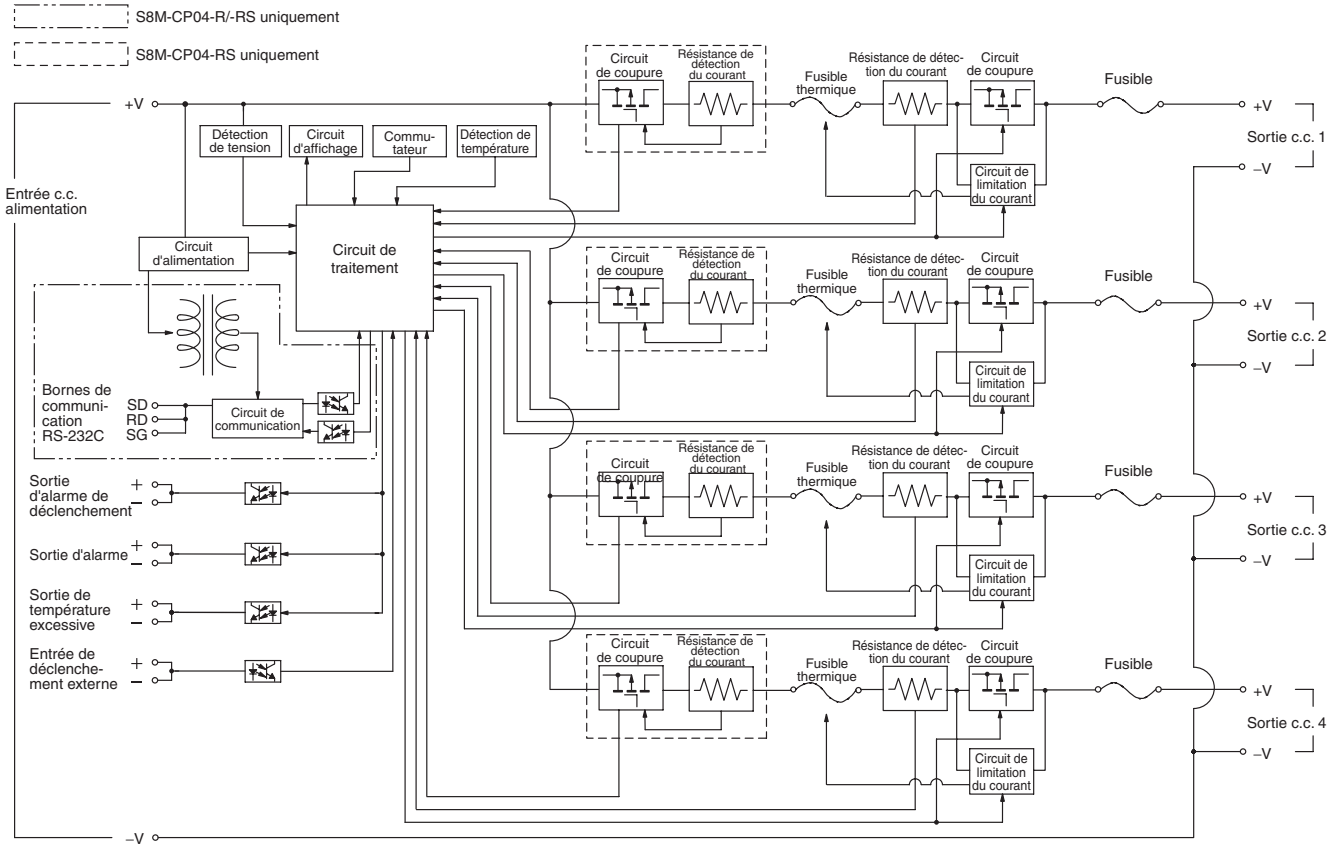 S8M-CP04-R/-RS uniquement
S8M-CP04-RS uniquement
+V
Entrée c.c.
alimentation
Détection
de tension
Circuit
d'affichage
Commu-
tateur
Détection de
température
Circuit
d'alimentation
Circuit de
traitement
Bornes de
communi-
cation
RS-232C
SD
RD
SG
Circuit de
communication
Sortie
d'alarme de
déclenchement
+
−
Sortie d'alarme
+
−
Sortie de
température
excessive
+
−
Entrée de
déclenche-
ment externe
+
−
−V
Circuit
de coupure
Résistance de
détection
du courant
Fusible
thermique
Résistance de détec-
tion du courant
Circuit
de coupure
Circuit de
limitation
du courant
Fusible
+V
Sortie c.c. 1
−V
Circuit
de coupure
Résistance de
détection
du courant
Fusible
thermique
Résistance de détec-
tion du courant
Circuit
de coupure
Circuit de
limitation
du courant
Fusible
+V
Sortie c.c. 2
−V
Circuit
de coupure
Résistance de
détection
du courant
Fusible
thermique
Résistance de détec-
tion du courant
Circuit
de coupure
Circuit de
limitation
du courant
Fusible
+V
Sortie c.c. 3
−V
Circuit
de coupure
Résistance de
détection
du courant
Fusible
thermique
Résistance de détec-
tion du courant
Circuit
de coupure
Circuit de
limitation
du courant
Fusible
+V
Sortie c.c. 4
−V